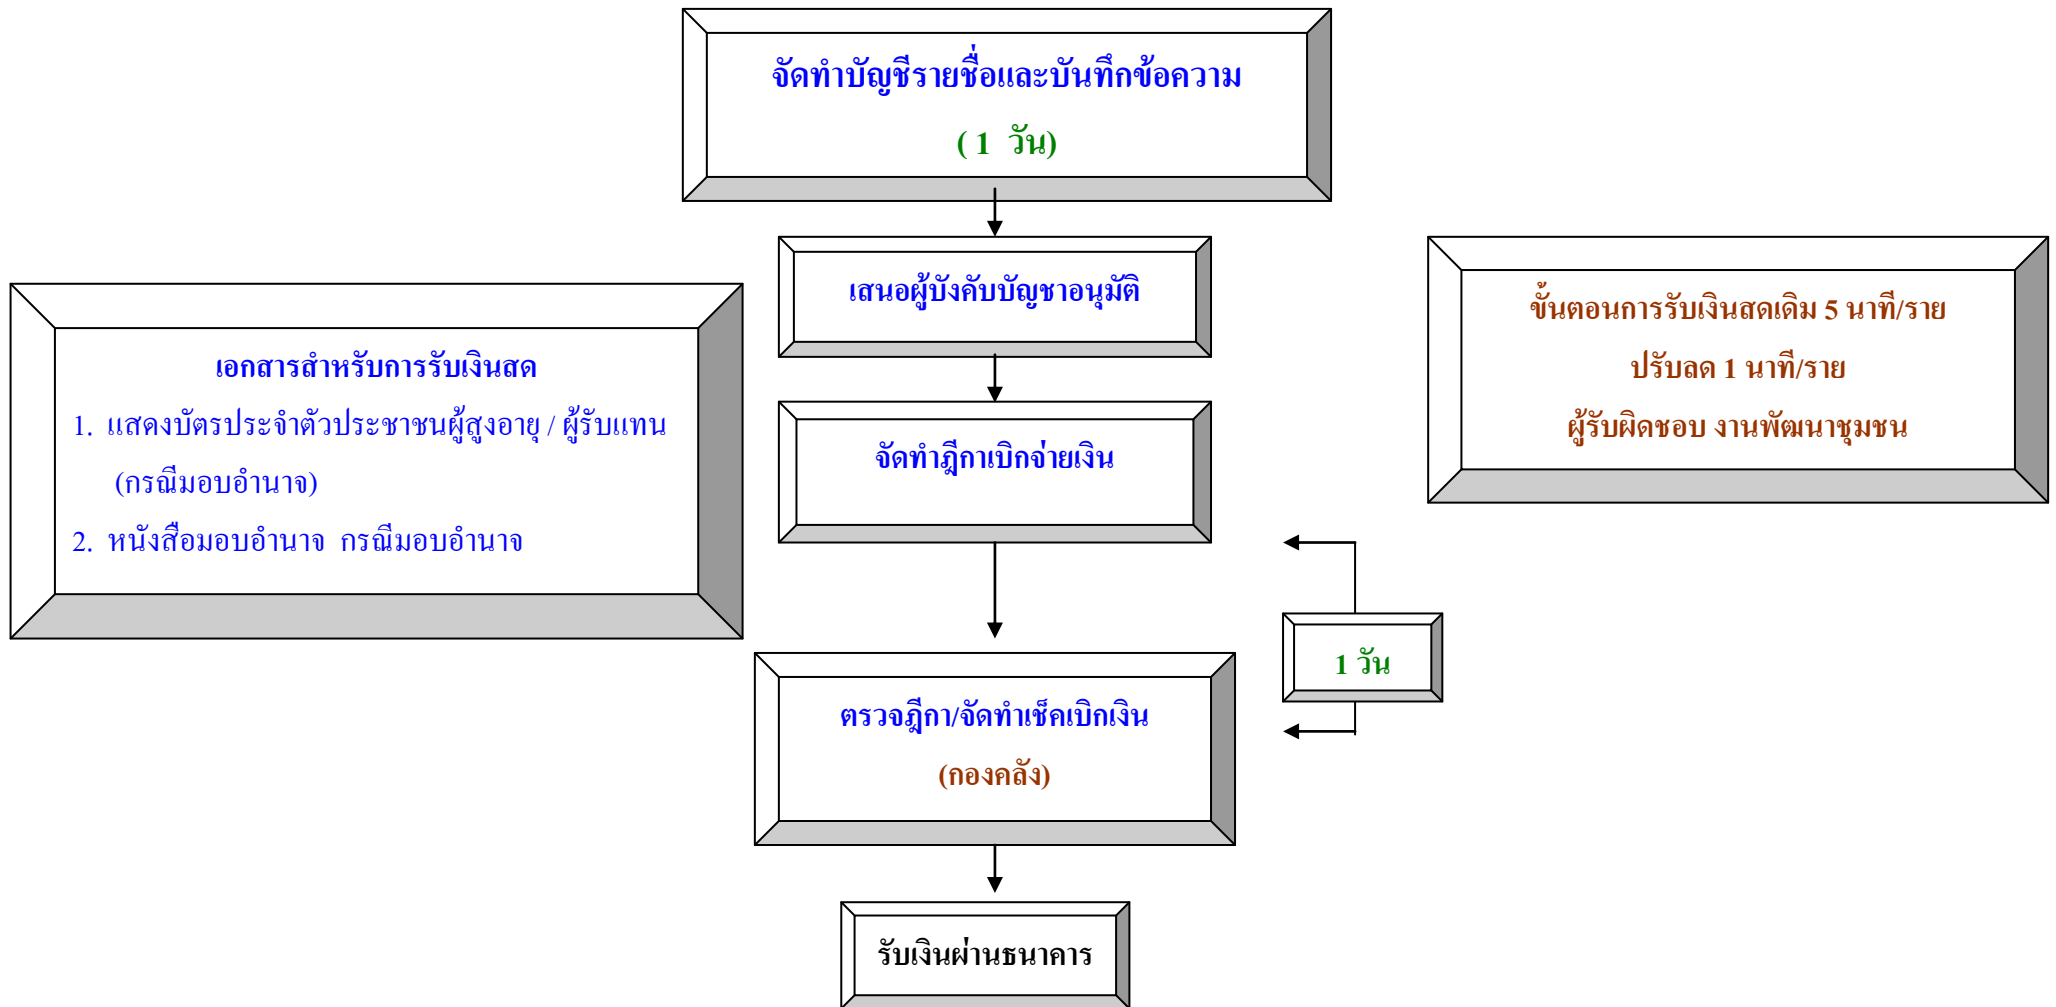 จัดทำบัญชีรายชื่อและบันทึกข้อความ
( 1 วัน)
เสนอผู้บังคับบัญชาอนุมัติ
ขั้นตอนการรับเงินสดเดิม 5 นาที/ราย
ปรับลด 1 นาที/ราย
ผู้รับผิดชอบ งานพัฒนาชุมชน
เอกสารสำหรับการรับเงินสด
1. แสดงบัตรประจำตัวประชาชนผู้สูงอายุ / ผู้รับแทน
(กรณีมอบอำนาจ)
2. หนังสือมอบอำนาจ กรณีมอบอำนาจ
จัดทำฎีกาเบิกจ่ายเงิน
1 วัน
ตรวจฎีกา/จัดทำเช็คเบิกเงิน
(กองคลัง)
รับเงินผ่านธนาคาร